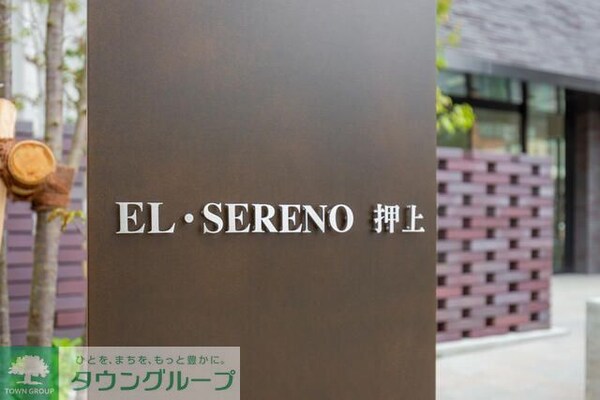 EL・SERENO 押上
ひとを、まちを、もっと豊かに。
タウングループ
TOWN GROUP